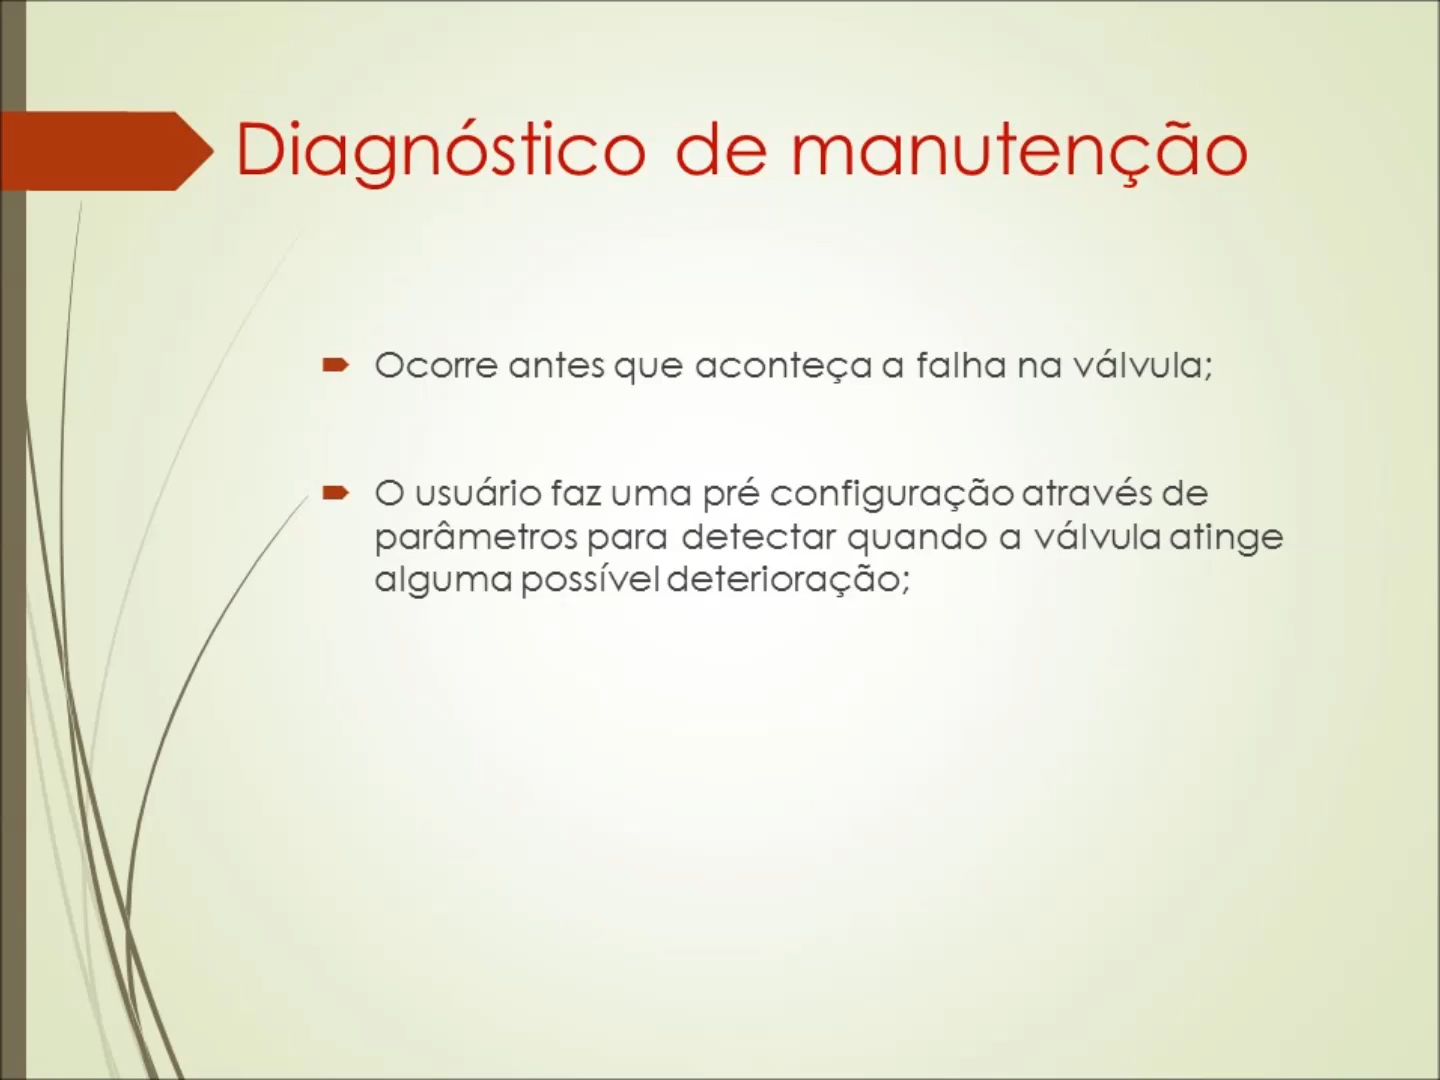 Diagnóstico de manutenção
Ocorre antes que aconteça a falha na válvula;
O usuário faz uma pré configuração através de
parâmetros para detectar quando a válvula atinge
alguma possível deterioração;